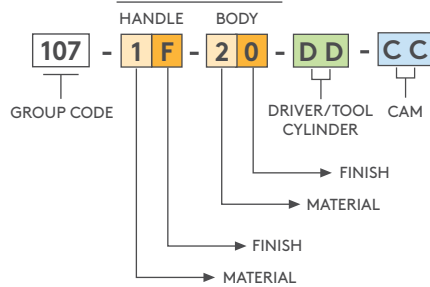 HANDLE BODY
107 - 1 F - 2 0 - D D - C C
GROUP CODE
DRIVER/TOOL
CYLINDER
CAM
FINISH
MATERIAL
FINISH
MATERIAL